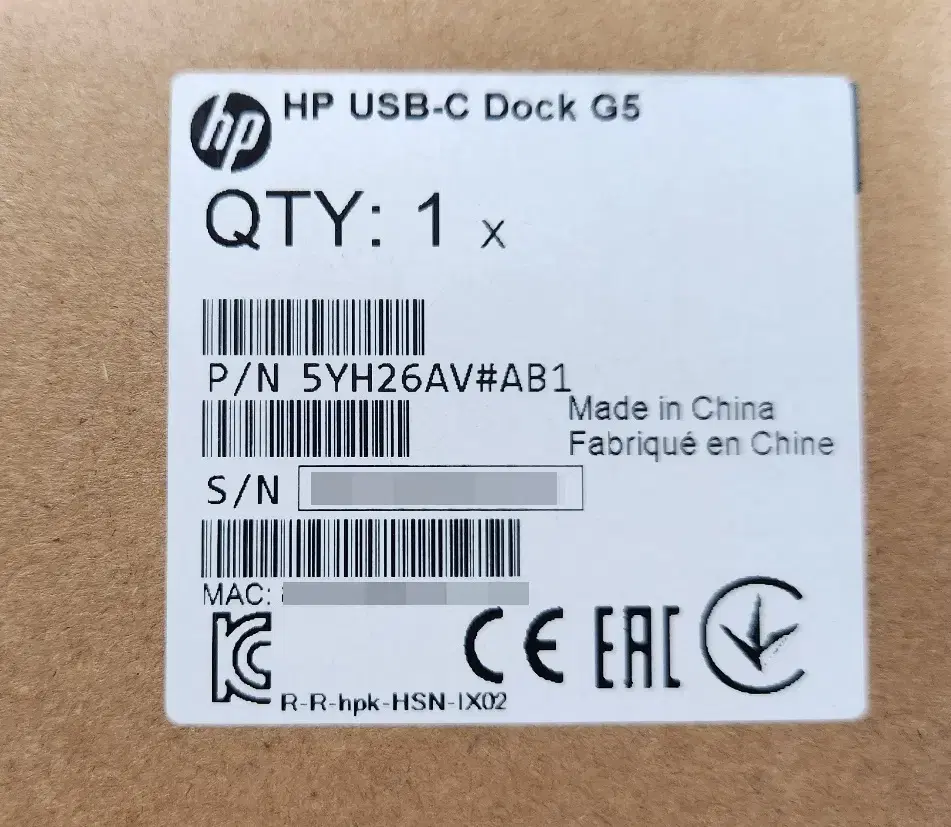 hp HP USB-C Dock G5
QTY: 1 x
P/N 5YH26AV#AB1
Made in China
Fabriqué en Chine
S/N
MAC:
R-R-hpk-HSN-IX02
CE EAC